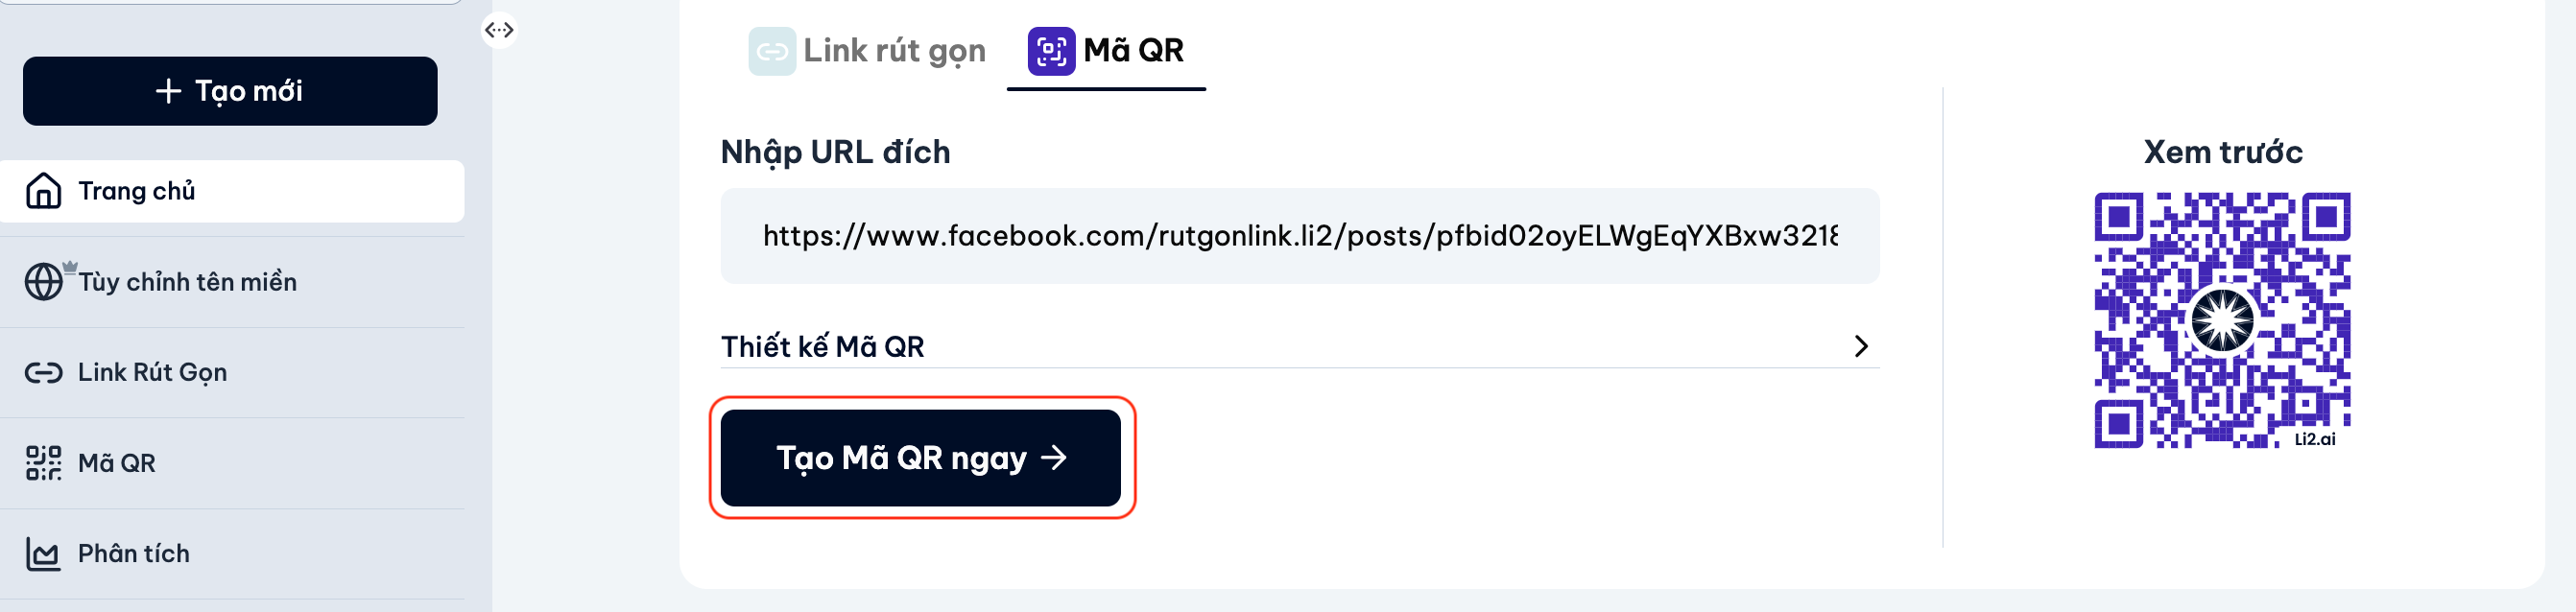 Tạo mới
Trang chủ
Tùy chỉnh tên miền
Link Rút Gọn
Mã QR
Phân tích
Link rút gọn
Mã QR
Nhập URL đích
https://www.facebook.com/rutgonlink.li2/posts/pfbid02oyELWgEqYXBxw3218
Thiết kế Mã QR
Tạo Mã QR ngay →
Xem trước
Li2.ai